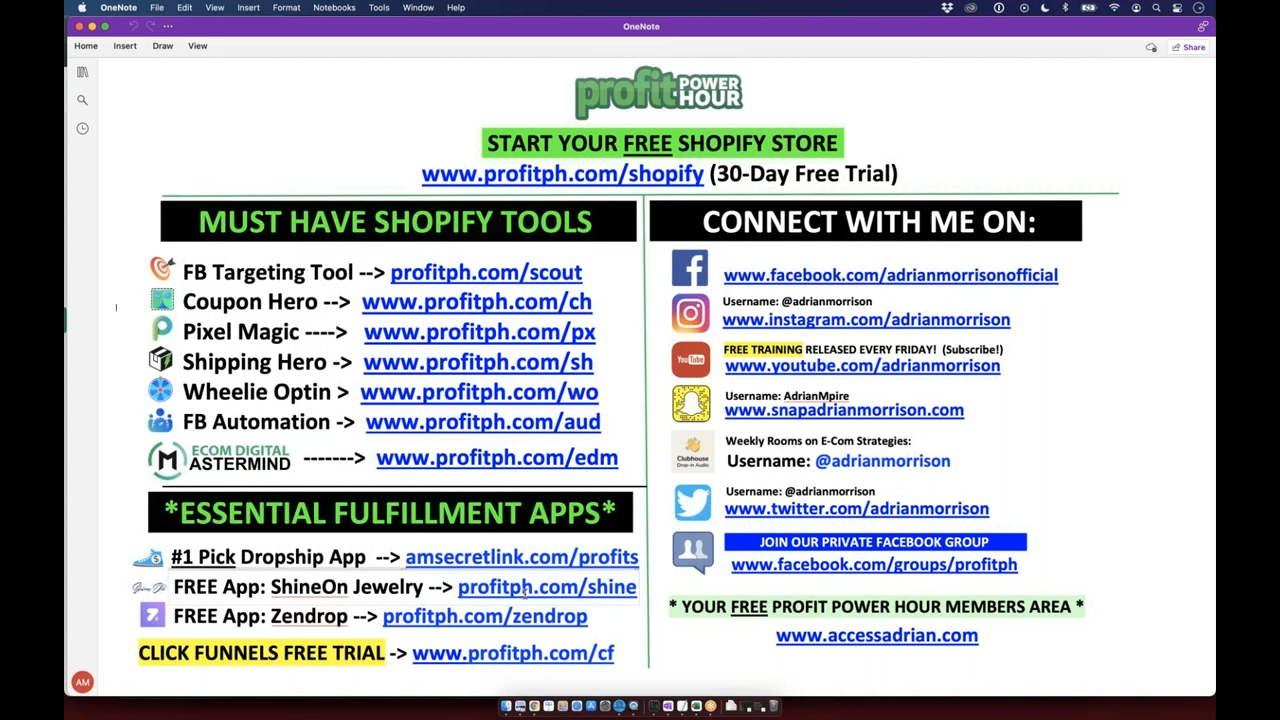 OneNote File Edit View Insert Format Notebooks Tools Window Help
OneNote
Home Insert Draw View
Share
profit POWER HOUR
START YOUR FREE SHOPIFY STORE
www.profitph.com/shopify (30-Day Free Trial)
MUST HAVE SHOPIFY TOOLS
FB Targeting Tool --> profitph.com/scout
Coupon Hero --> www.profitph.com/ch
Pixel Magic ----> www.profitph.com/px
Shipping Hero -> www.profitph.com/sh
Wheelie Optin > www.profitph.com/wo
FB Automation -> www.profitph.com/aud
M ECOM DIGITAL
ASTERMIND -------> www.profitph.com/edm
*ESSENTIAL FULFILLMENT APPS*
#1 Pick Dropship App --> amsecretlink.com/profits
FREE App: ShineOn Jewelry --> profitph.com/shine
FREE App: Zendrop --> profitph.com/zendrop
CLICK FUNNELS FREE TRIAL -> www.profitph.com/cf
CONNECT WITH ME ON:
www.facebook.com/adrianmorrisonofficial
Username: @adrianmorrison
www.instagram.com/adrianmorrison
FREE TRAINING RELEASED EVERY FRIDAY! (Subscribe!)
You Tube
www.youtube.com/adrianmorrison
Username: AdrianMpire
www.snapadrianmorrison.com
Weekly Rooms on E-Com Strategies:
Clubhouse
Drop-in Audio
Username: @adrianmorrison
Username: @adrianmorrison
www.twitter.com/adrianmorrison
JOIN OUR PRIVATE FACEBOOK GROUP
www.facebook.com/groups/profitph
* YOUR FREE PROFIT POWER HOUR MEMBERS AREA *
www.accessadrian.com
AM